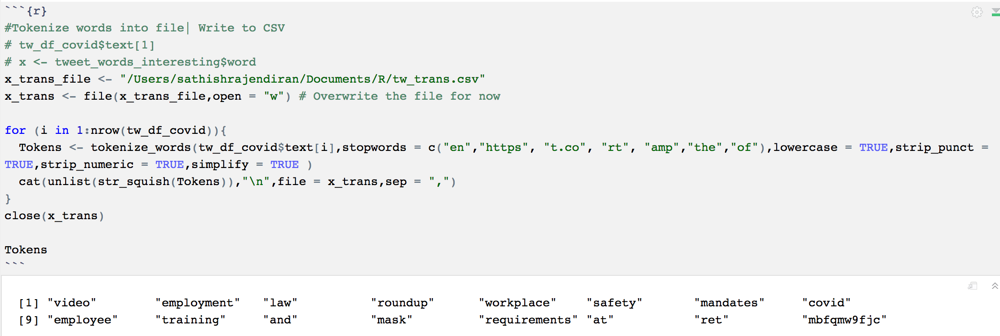 ```{r}
#Tokenize words into file| Write to CSV
# tw_df_covid$text[1]
# x <- tweet_words_interesting$word
x_trans_file <- "/Users/sathishrajendiran/Documents/R/tw_trans.csv"
x_trans <- file(x_trans_file,open = "w") # Overwrite the file for now
for (i in 1:nrow(tw_df_covid)){
  Tokens <- tokenize_words(tw_df_covid$text[i],stopwords = c("en","https", "t.co", "rt", "amp","the","of"),lowercase = TRUE,strip_punct =
TRUE,strip_numeric = TRUE,simplify = TRUE )
  cat(unlist(str_squish(Tokens)),"\n",file = x_trans,sep = ",")
}
close(x_trans)
Tokens
```
[1] "video" "employment" "law" "roundup" "workplace" "safety" "mandates" "covid"
[9] "employee" "training" "and" "mask" "requirements" "at" "ret" "mbfqmw9fjc"